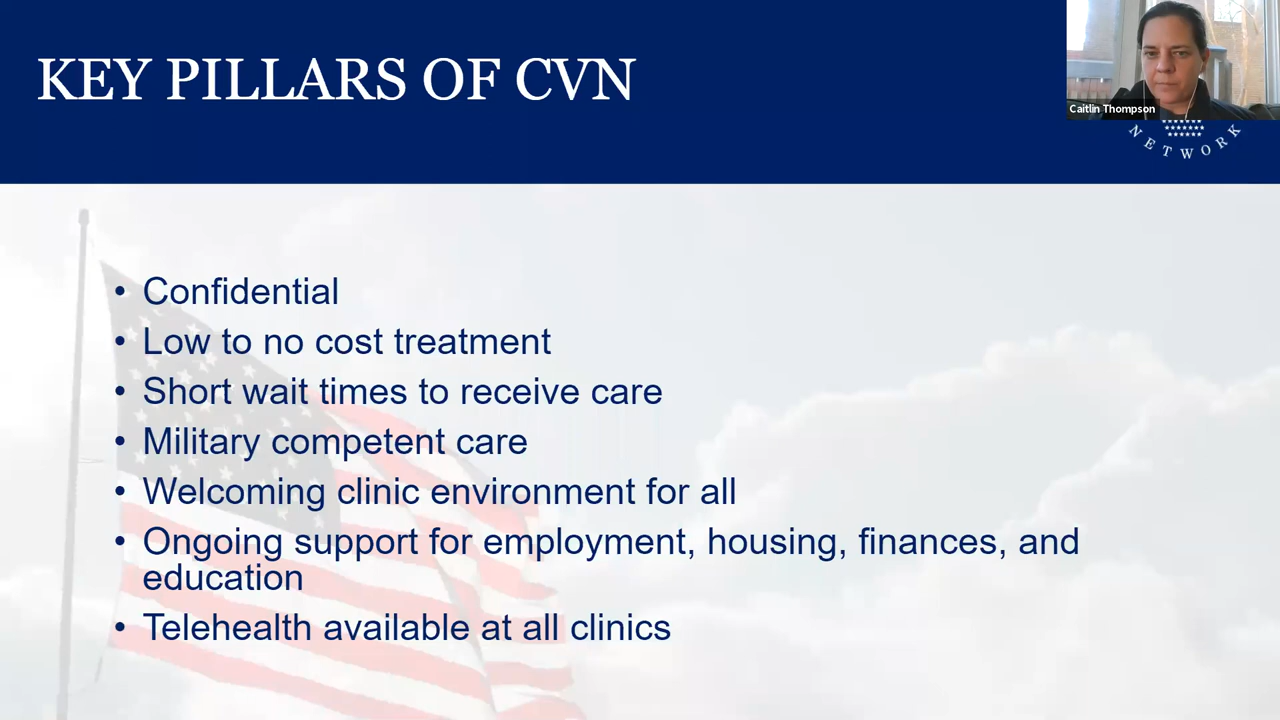 KEY PILLARS OF CVN
Caitlin Thompson
NETWORK
• Confidential
• Low to no cost treatment
• Short wait times to receive care
• Military competent care
• Welcoming clinic environment for all
• Ongoing support for employment, housing, finances, and
education
• Telehealth available at all clinics